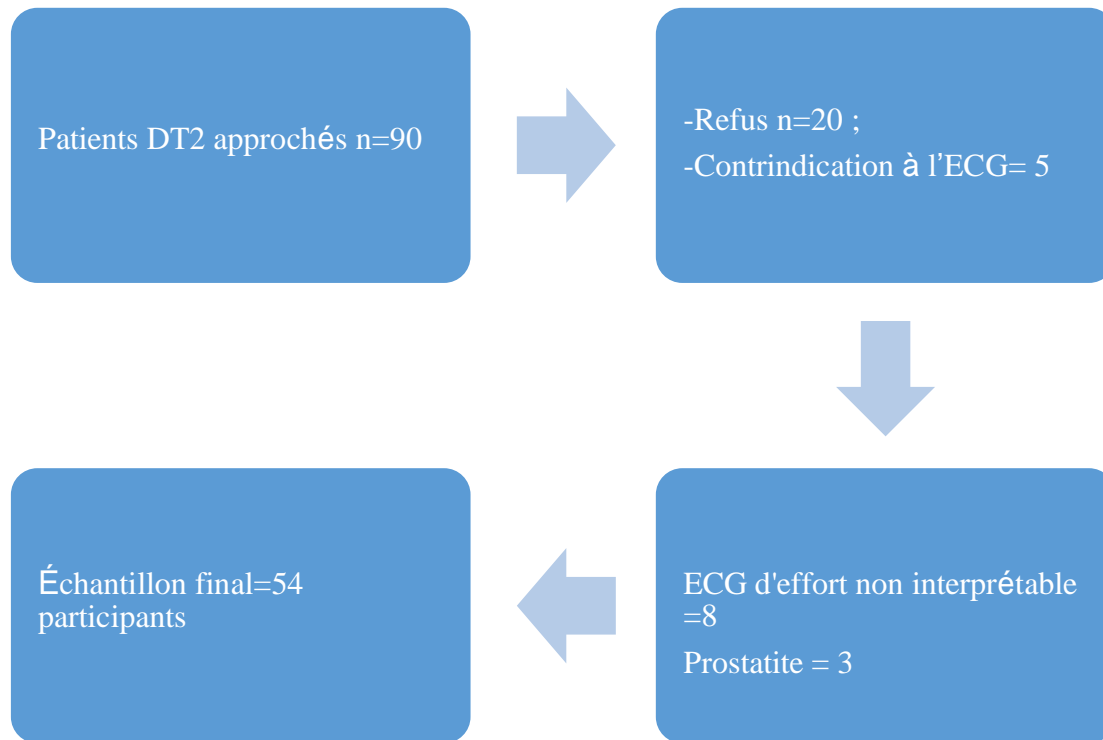 Patients DT2 approchés n=90
-Refus n=20 ;
-Contrindication à l’ECG= 5
ECG d'effort non interprétable
=8
Prostatite = 3
Échantillon final=54
participants